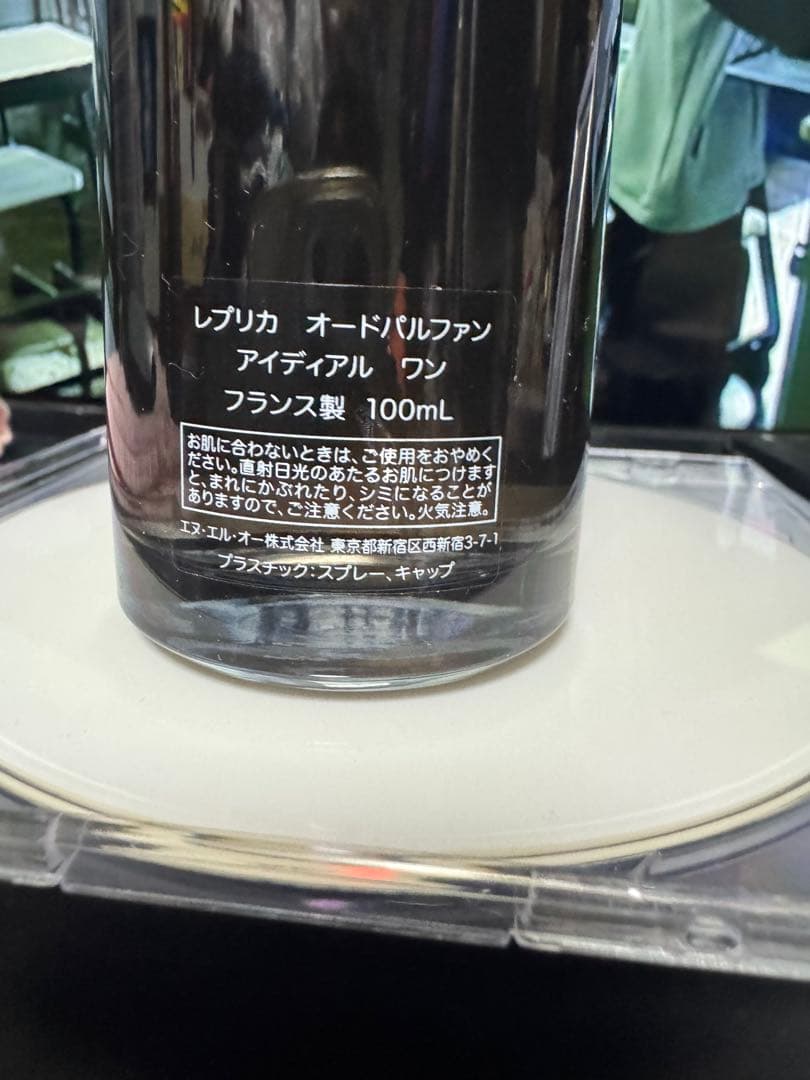 レプリカ オードパルファン
アイディアル ワン
フランス製 100mL
お肌に合わないときは、ご使用をおやめく
ださい。直射日光のあたるお肌につけます
と、まれにかぶれたり、シミになることが
ありますので、ご注意ください。火気注意。
エヌ・エル・オー株式会社 東京都新宿区西新宿3-7-1
プラスチック:スプレー、キャップ